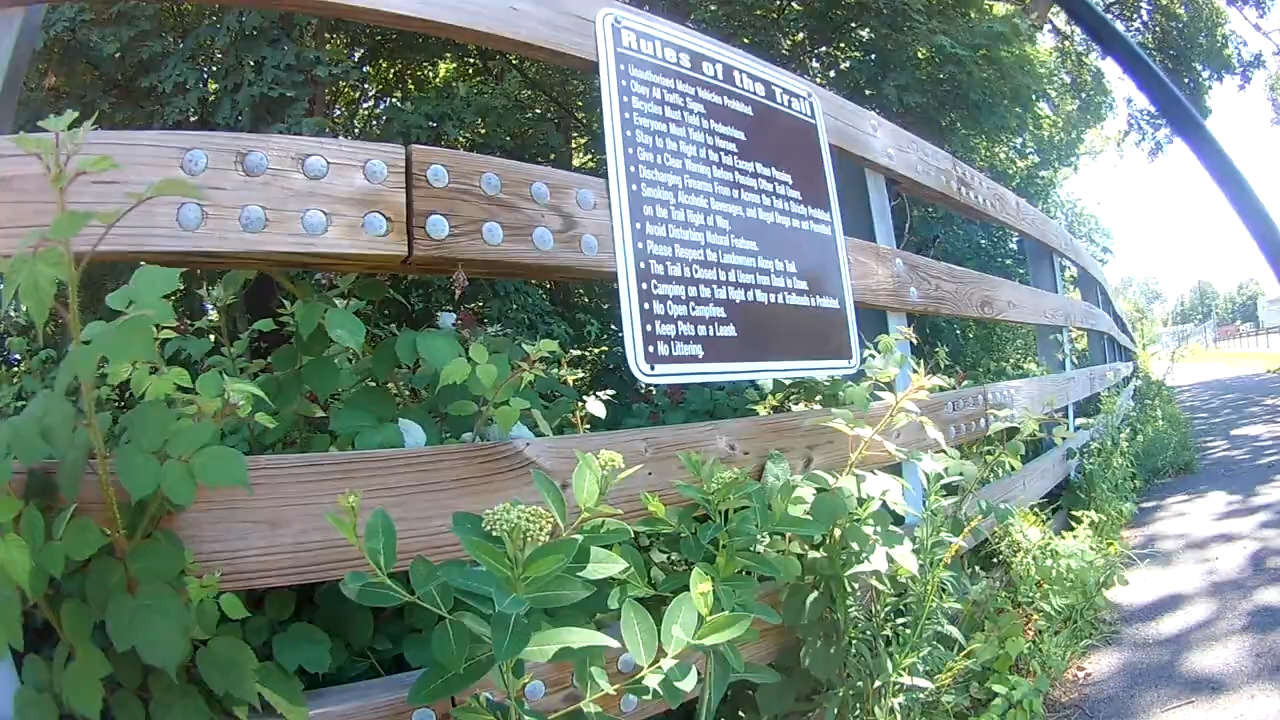 Rules of the Trail
• Unauthorized Motor Vehicles Prohibited.
• Obey All Traffic Signs.
• Bicycles Must Yield to Pedestrians.
• Everyone Must Yield to Horses.
• Stay to the Right of the Trail Except When Passing.
• Give a Clear Warning Before Passing Other Trail Users.
• Discharging Firearms From or Across the Trail is Strictly Prohibited.
• Smoking, Alcoholic Beverages, and Illegal Drugs are not Permitted
on the Trail Right of Way.
• Avoid Disturbing Natural Features.
• Please Respect the Landowners Along the Trail.
• The Trail is Closed to all Users from Dusk to Dawn.
• Camping on the Trail Right of Way or at Trailheads is Prohibited.
• No Open Campfires.
• Keep Pets on a Leash.
• No Littering.